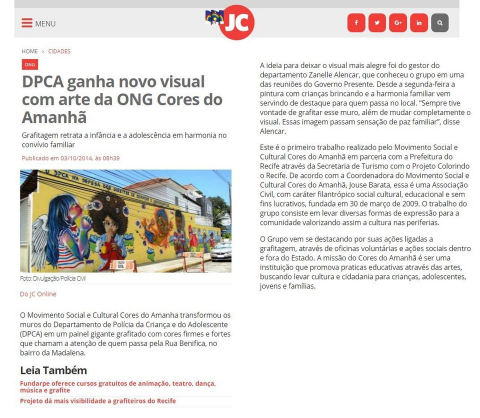 MENU
JC
HOME > CIDADES
ONG
DPCA ganha novo visual
com arte da ONG Cores do
Amanhã
Grafitagem retrata a infância e a adolescência em harmonia no
convívio familiar
Publicado em 03/10/2014, às 08h39
Foto: Divulgação/Polícia Civil
Do JC Online
O Movimento Social e Cultural Cores do Amanha transformou os
muros do Departamento de Polícia da Criança e do Adolescente
(DPCA) em um painel gigante grafitado com cores firmes e fortes
que chamam a atenção de quem passa pela Rua Benifica, no
bairro da Madalena.
Leia Também
Fundarpe oferece cursos gratuitos de animação, teatro, dança,
música e grafite
Projeto dá mais visibilidade a grafiteiros do Recife
A ideia para deixar o visual mais alegre foi do gestor do
departamento Zanelle Alencar, que conheceu o grupo em uma
das reuniões do Governo Presente. Desde a segunda-feira a
pintura com crianças brincando e a harmonia familiar vem
servindo de destaque para quem passa no local. "Sempre tive
vontade de grafitar esse muro, além de mudar completamente o
visual. Essas imagem passam sensação de paz familiar", disse
Alencar.
Este é o primeiro trabalho realizado pelo Movimento Social e
Cultural Cores do Amanhã em parceria com a Prefeitura do
Recife através da Secretaria de Turismo com o Projeto Colorindo
o Recife. De acordo com a Coordenadora do Movimento Social e
Cultural Cores do Amanhã, Jouse Barata, essa é uma Associação
Civil, com caráter filantrópico social cultural, educacional e sem
fins lucrativos, fundada em 30 de março de 2009. O trabalho do
grupo consiste em levar diversas formas de expressão para a
comunidade valorizando assim a cultura nas periferias.
O Grupo vem se destacando por suas ações ligadas a
grafitagem, através de oficinas voluntárias e ações sociais dentro
e fora do Estado. A missão do Cores do Amanhã é ser uma
instituição que promova praticas educativas através das artes,
buscando levar cultura e cidadania para crianças, adolescentes,
jovens e famílias.